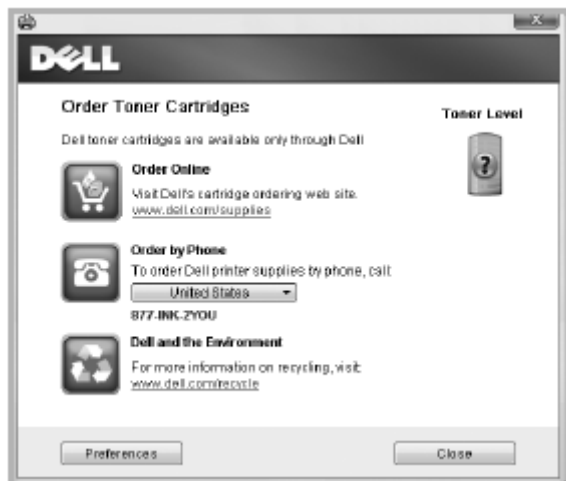 DELL
Order Toner Cartridges
Toner Level
Dell toner cartridges are available only through Dell
?
Order Online
Visit Dell's cartridge ordering web site.
www.dell.com/supplies
Order by Phone
To order Dell printer supplies by phone, call:
United States
877-INK-2YOU
Dell and the Environment
For more information on recycling, visit:
www.dell.com/recycle
Preferences
Close